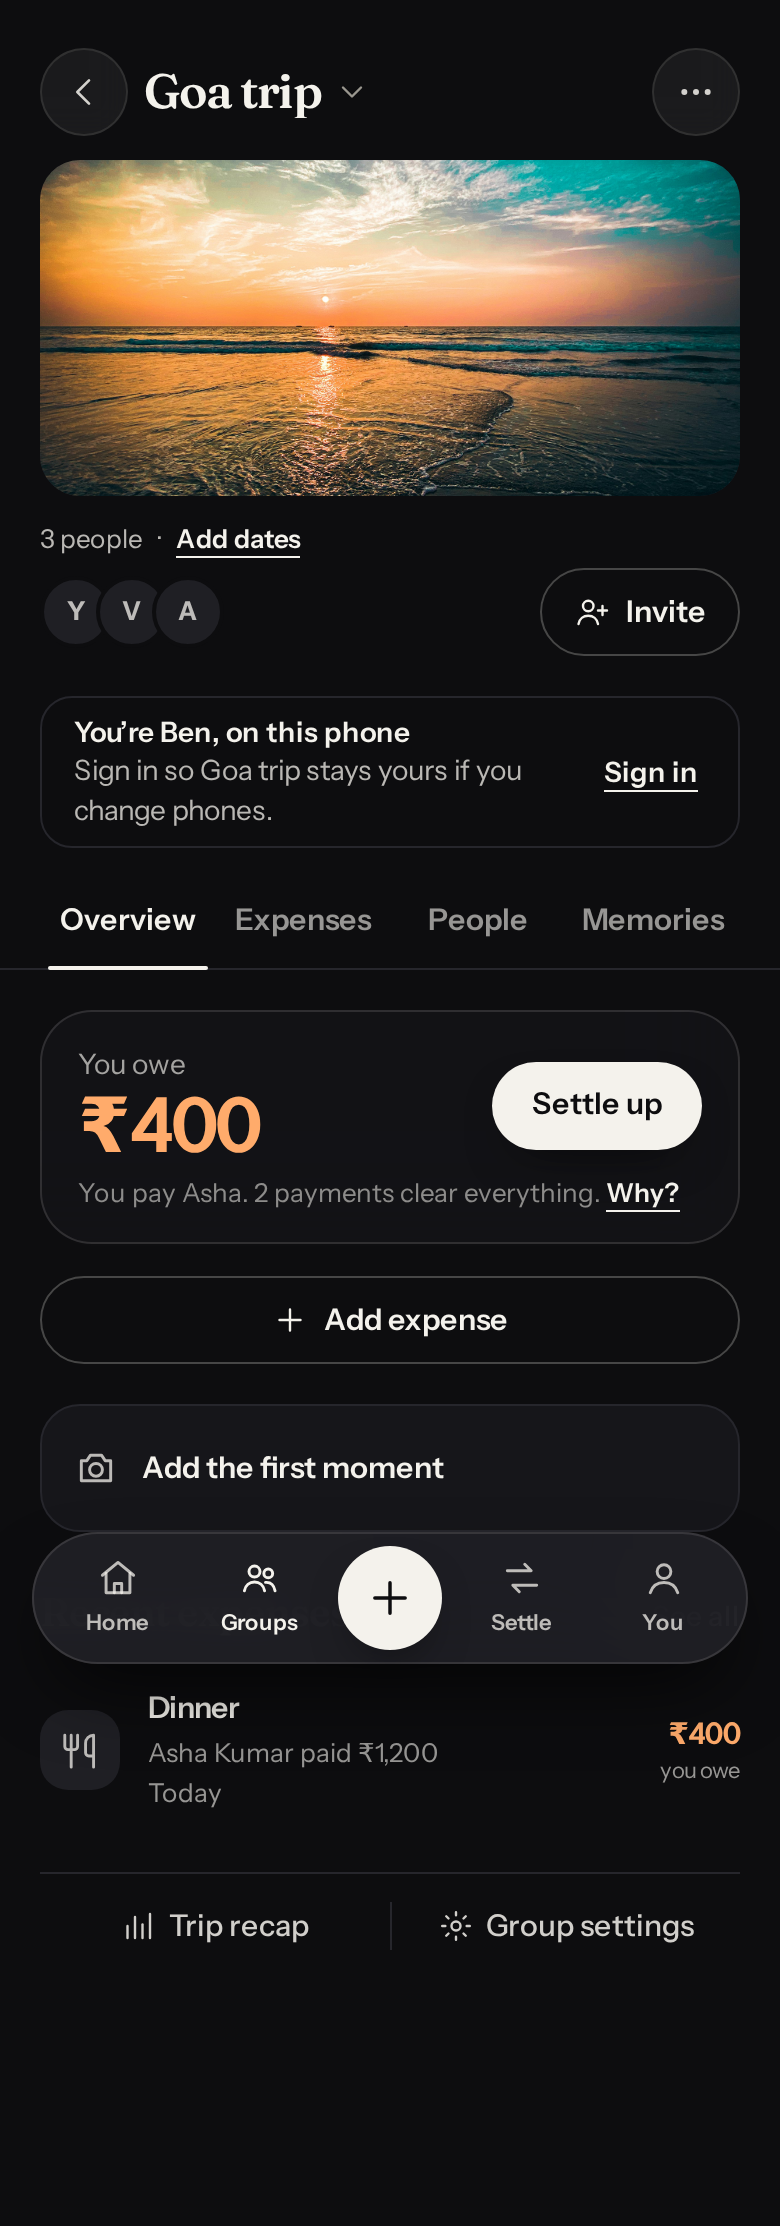 Goa trip
3 people · Add dates
Y V A
Invite
You're Ben, on this phone
Sign in so Goa trip stays yours if you
change phones.
Sign in
Overview Expenses People Memories
You owe
₹400
Settle up
You pay Asha. 2 payments clear everything. Why?
Add expense
Add the first moment
Home Groups Settle You
Dinner
Asha Kumar paid ₹1,200
Today
₹400
you owe
Trip recap
Group settings